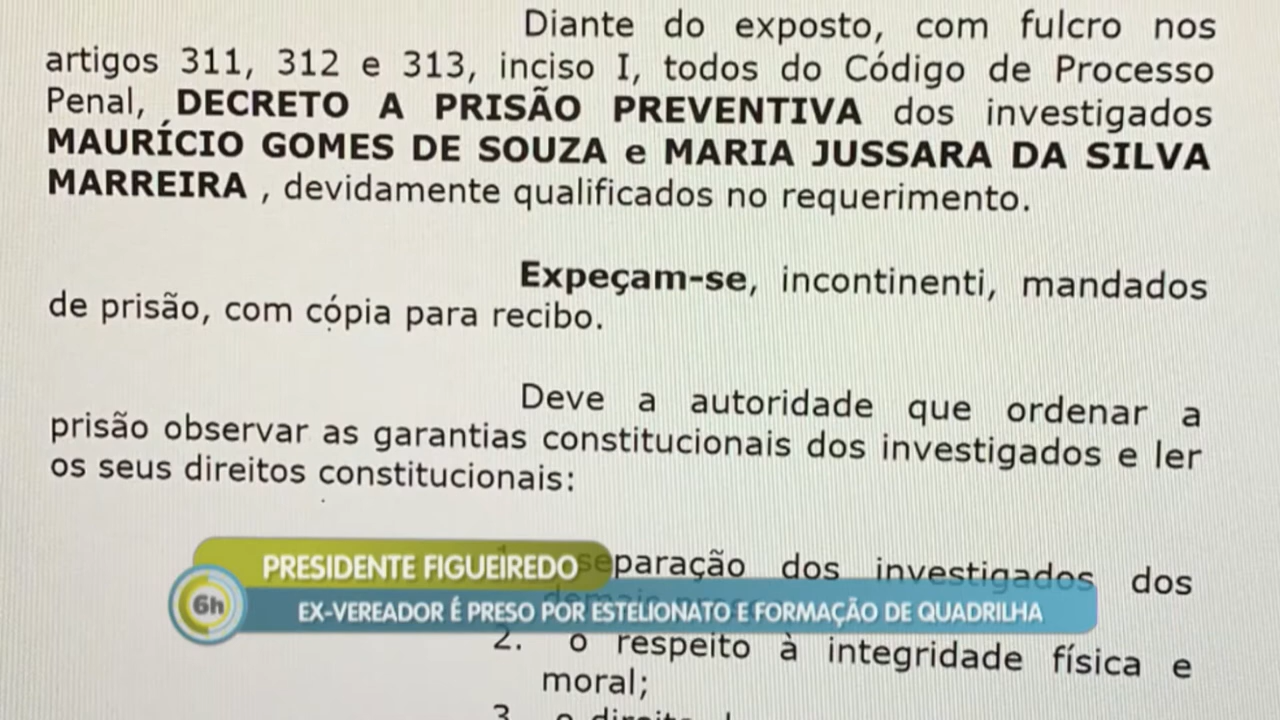 Diante do exposto, com fulcro nos
artigos 311, 312 e 313, inciso I, todos do Código de Processo
Penal, DECRETO A PRISÃO PREVENTIVA dos investigados
MAURÍCIO GOMES DE SOUZA e MARIA JUSSARA DA SILVA
MARREIRA , devidamente qualificados no requerimento.
Expeçam-se, incontinenti, mandados
de prisão, com cópia para recibo.
Deve a autoridade que ordenar a
prisão observar as garantias constitucionais dos investigados e ler
os seus direitos constitucionais:
separação dos investigados dos
PRESIDENTE FIGUEIREDO
6h
EX-VEREADOR É PRESO POR ESTELIONATO E FORMAÇÃO DE QUADRILHA
2. o respeito à integridade física e
moral;
3